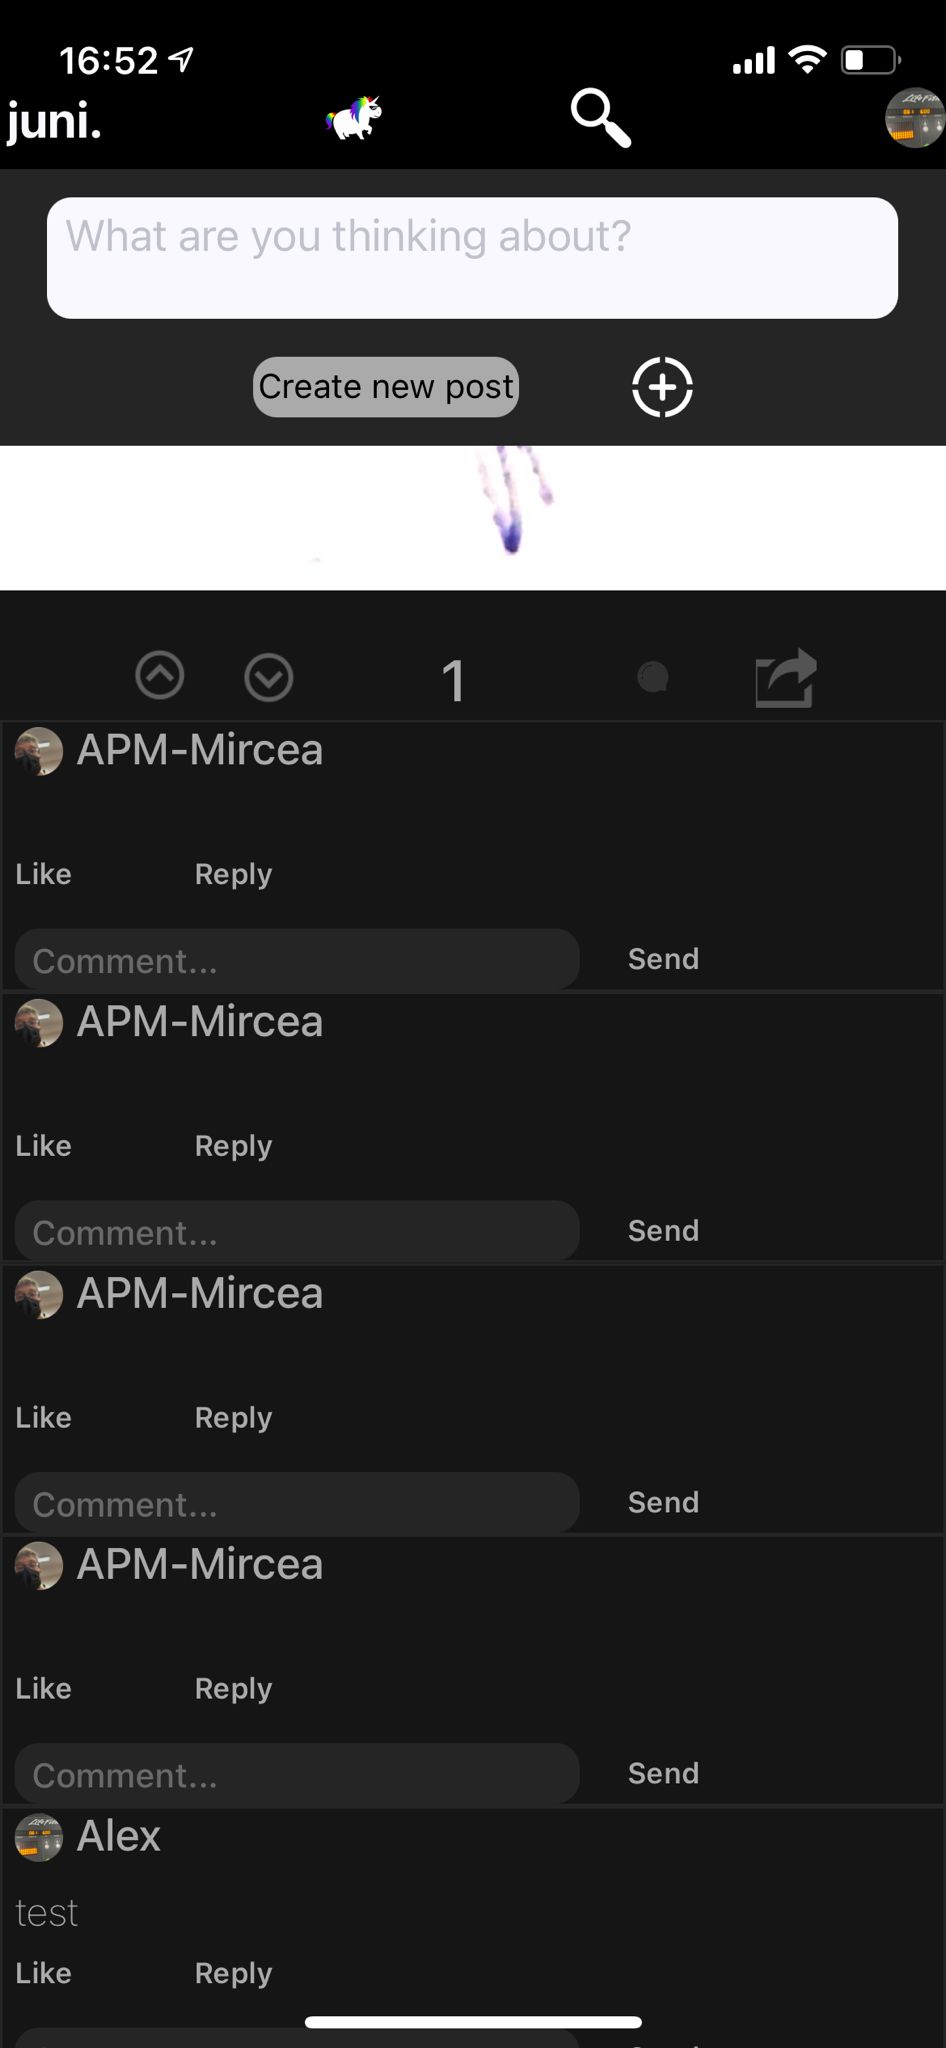 16:52
juni.
What are you thinking about?
Create new post
1
APM-Mircea
Like Reply
Comment... Send
APM-Mircea
Like Reply
Comment... Send
APM-Mircea
Like Reply
Comment... Send
APM-Mircea
Like Reply
Comment... Send
Alex
test
Like Reply